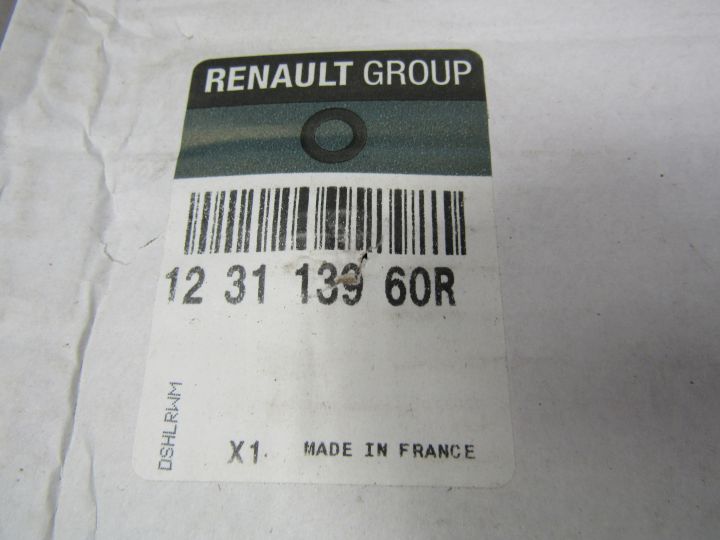 RENAULT GROUP
12 31 139 60R
DSHLRWM
X1 MADE IN FRANCE